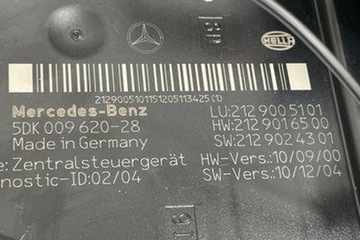 HELLA
2129005101151205113425(1)
Mercedes-Benz LU: 212 900 51 01
5DK 009 620-28 HW: 212 901 65 00
Made in Germany SW: 212 902 43 01
e: Zentralsteuergerät HW-Vers.: 10/09/00
nostic-ID: 02/04 SW-Vers.: 10/12/04